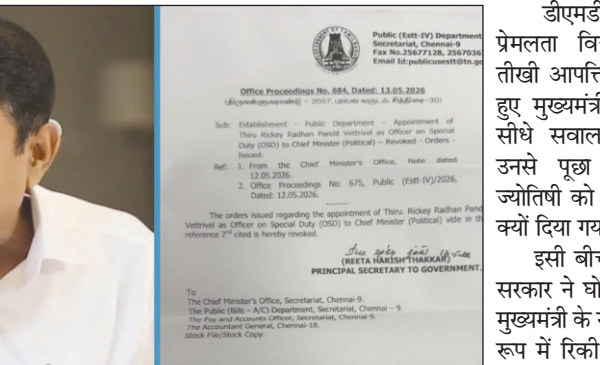 Public (Estt-IV) Department
Secretariat, Chennai-9
Fax No.25677128, 2567036
Email Id:publicusestt@tn.go
Office Proceedings No. 684, Dated: 13.05.2026
2057,
-30)
Sub: Establishment - Public Department - Appointment of
Thiru Rickey Radhan Pandit Vettrivel as Officer on Special
Duty (OSD) to Chief Minister (Political) – Revoked - Orders -
Issued.
Ref: 1. From the Chief Minister's Office, Note dated
12.05.2026.
2. Office Proceedings No: 675, Public (Estt-IV)/2026,
Dated: 12.05.2026.
The orders issued regarding the appointment of Thiru. Rickey Radhan Pand
Vettrivel as Officer on Special Duty (OSD) to Chief Minister (Political) vide in th
reference 2nd cited is hereby revoked.
(REETA HARISH THAKKAR)
PRINCIPAL SECRETARY TO GOVERNMENT.
To
The Chief Minister's Office, Secretariat, Chennai-9.
The Public (Bills – A/C) Department, Secretariat, Chennai – 9.
The Pay and Accounts Officer, Secretariat, Chennai-9.
The Accountant General, Chennai-18.
Stock File/Stock Copy.
डीएमडी
प्रेमलता वि
तीखी आपत्ति
हुए मुख्यमंत्री
सीधे सवाल
उनसे पूछा
ज्योतिषी को
क्यों दिया गय
इसी बीच
सरकार ने घो
मुख्यमंत्री के
रूप में रिकी